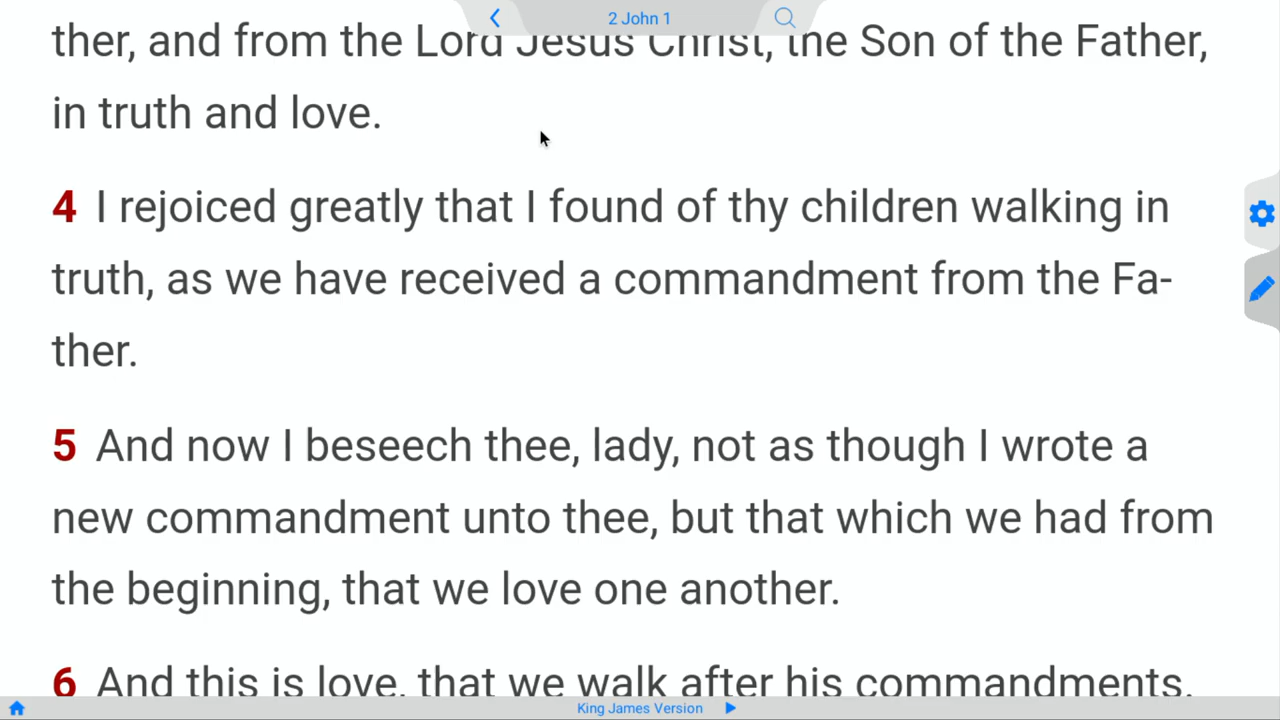 2 John 1
ther, and from the Lord Jesus Christ, the Son of the Father,
in truth and love.
4 I rejoiced greatly that I found of thy children walking in
truth, as we have received a commandment from the Fa-
ther.
5 And now I beseech thee, lady, not as though I wrote a
new commandment unto thee, but that which we had from
the beginning, that we love one another.
6 And this is love, that we walk after his commandments.
King James Version